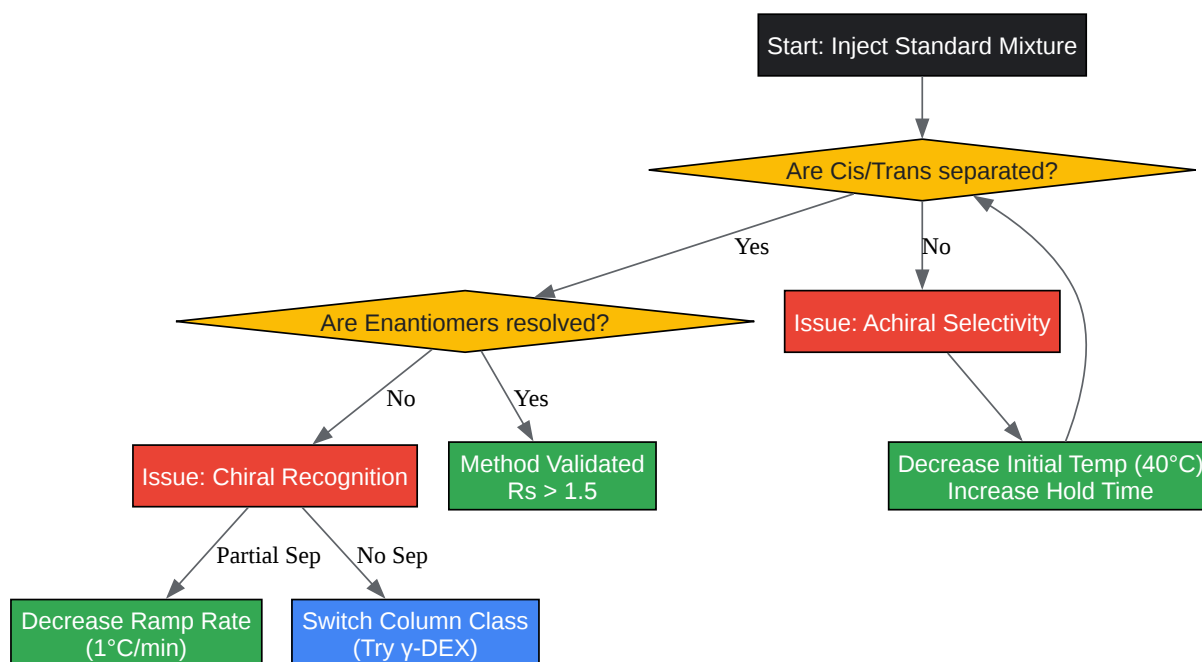 Start: Inject Standard Mixture
Are Cis/Trans separated?
Yes
No
Are Enantiomers resolved?
Issue: Achiral Selectivity
No
Yes
Issue: Chiral Recognition
Method Validated
Rs > 1.5
Decrease Initial Temp (40°C)
Increase Hold Time
Partial Sep
No Sep
Decrease Ramp Rate
(1°C/min)
Switch Column Class
(Try γ-DEX)